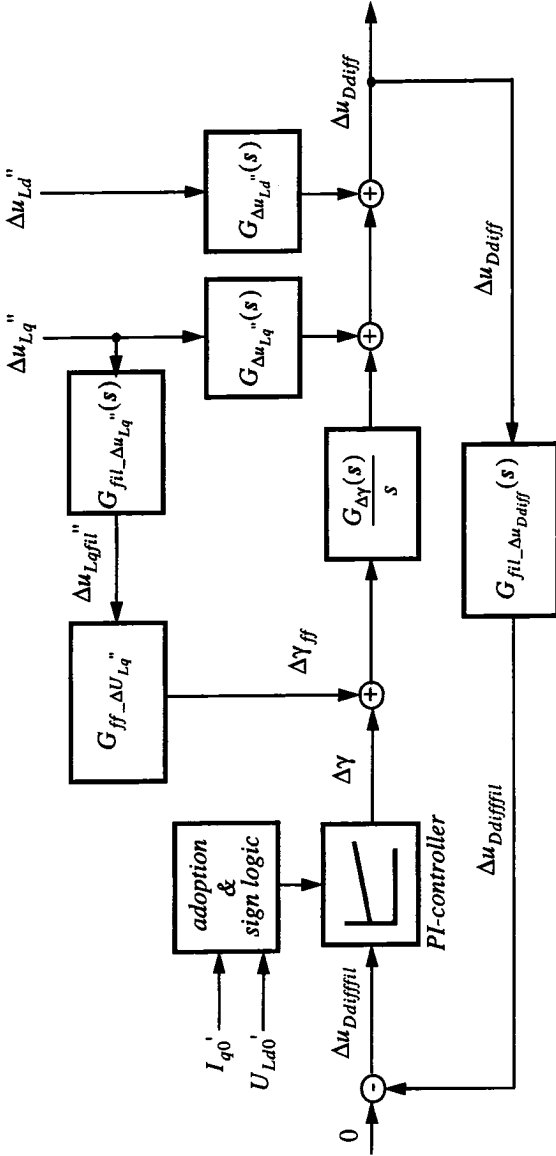 Δu_Ld"
Δu_Lq"
G_fil_Δu_Lq"(s)
G_Δu_Lq"(s)
G_Δu_Ld"(s)
Δu_Lqfil"
G_ff_ΔU_Lq"
Δγ_ff
I_q0'
U_Ld0'
adoption
&
sign logic
0
-
Δu_Ddifffil
PI-controller
Δγ
+
G_Δγ(s)
s
+
+
Δu_Ddiff
Δu_Ddiff
G_fil_Δu_Ddiff(s)
Δu_Ddifffil